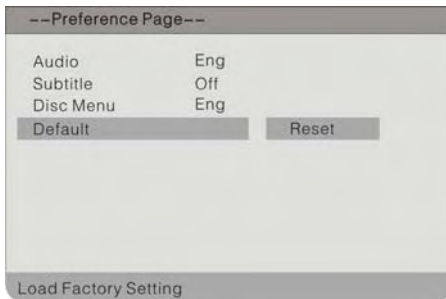 --Preference Page--
Audio Eng
Subtitle Off
Disc Menu Eng
Default Reset
Load Factory Setting